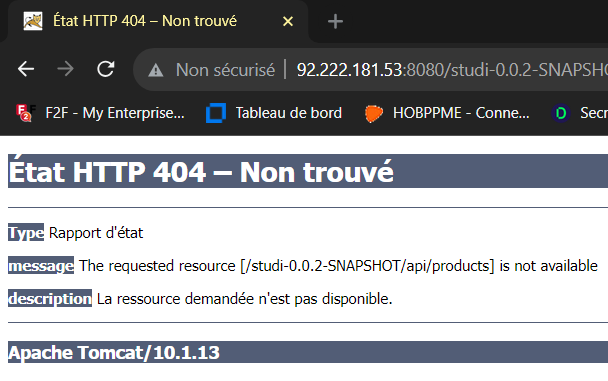 État HTTP 404 – Non trouvé
Non sécurisé 92.222.181.53:8080/studi-0.0.2-SNAPSHO
F2F - My Enterprise... Tableau de bord HOBPPME - Conne... Secr
État HTTP 404 – Non trouvé
Type Rapport d'état
message The requested resource [/studi-0.0.2-SNAPSHOT/api/products] is not available
description La ressource demandée n'est pas disponible.
Apache Tomcat/10.1.13